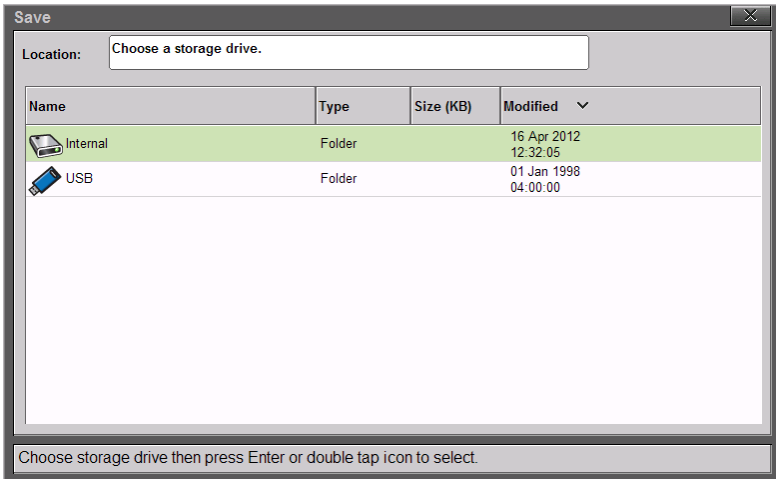 Save
Location: Choose a storage drive.
Name Type Size (KB) Modified
Internal Folder 16 Apr 2012
12:32:05
USB Folder 01 Jan 1998
04:00:00
Choose storage drive then press Enter or double tap icon to select.